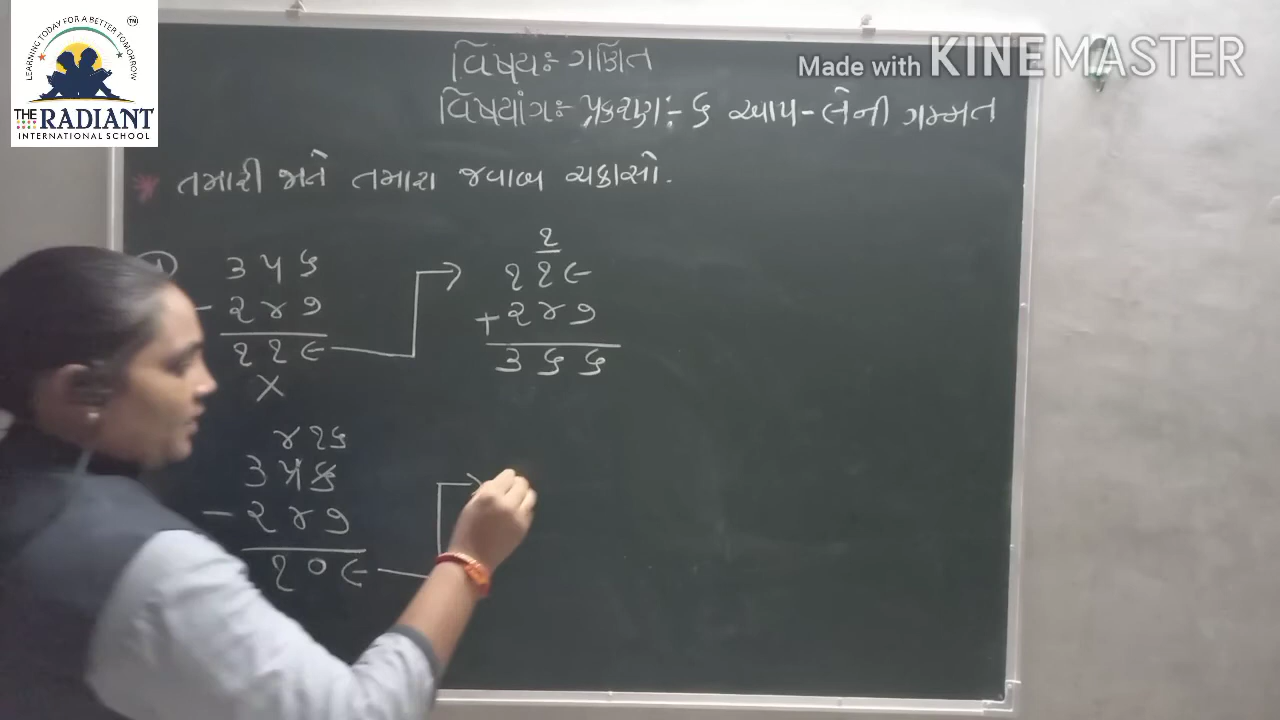 LEARNING TODAY FOR A BETTER TOMORROW
TM
THE RADIANT
INTERNATIONAL SCHOOL
Made with KINEMASTER
વિષય:- ગણિત
વિષયાંગ:- પ્રકરણ:- ૬ આપ-લેની ગમ્મત
* તમારી જાતે તમારા જવાબ ચકાસો.
૩ ૫ ૬
- ૨ ૪ ૭
૧ ૧ ૯
X
૧
૧ ૧ ૯
+ ૨ ૪ ૭
૩ ૬ ૬
૪ ૧૬
૩ ૫ ૬
- ૨ ૪ ૭
૧ ૦ ૯